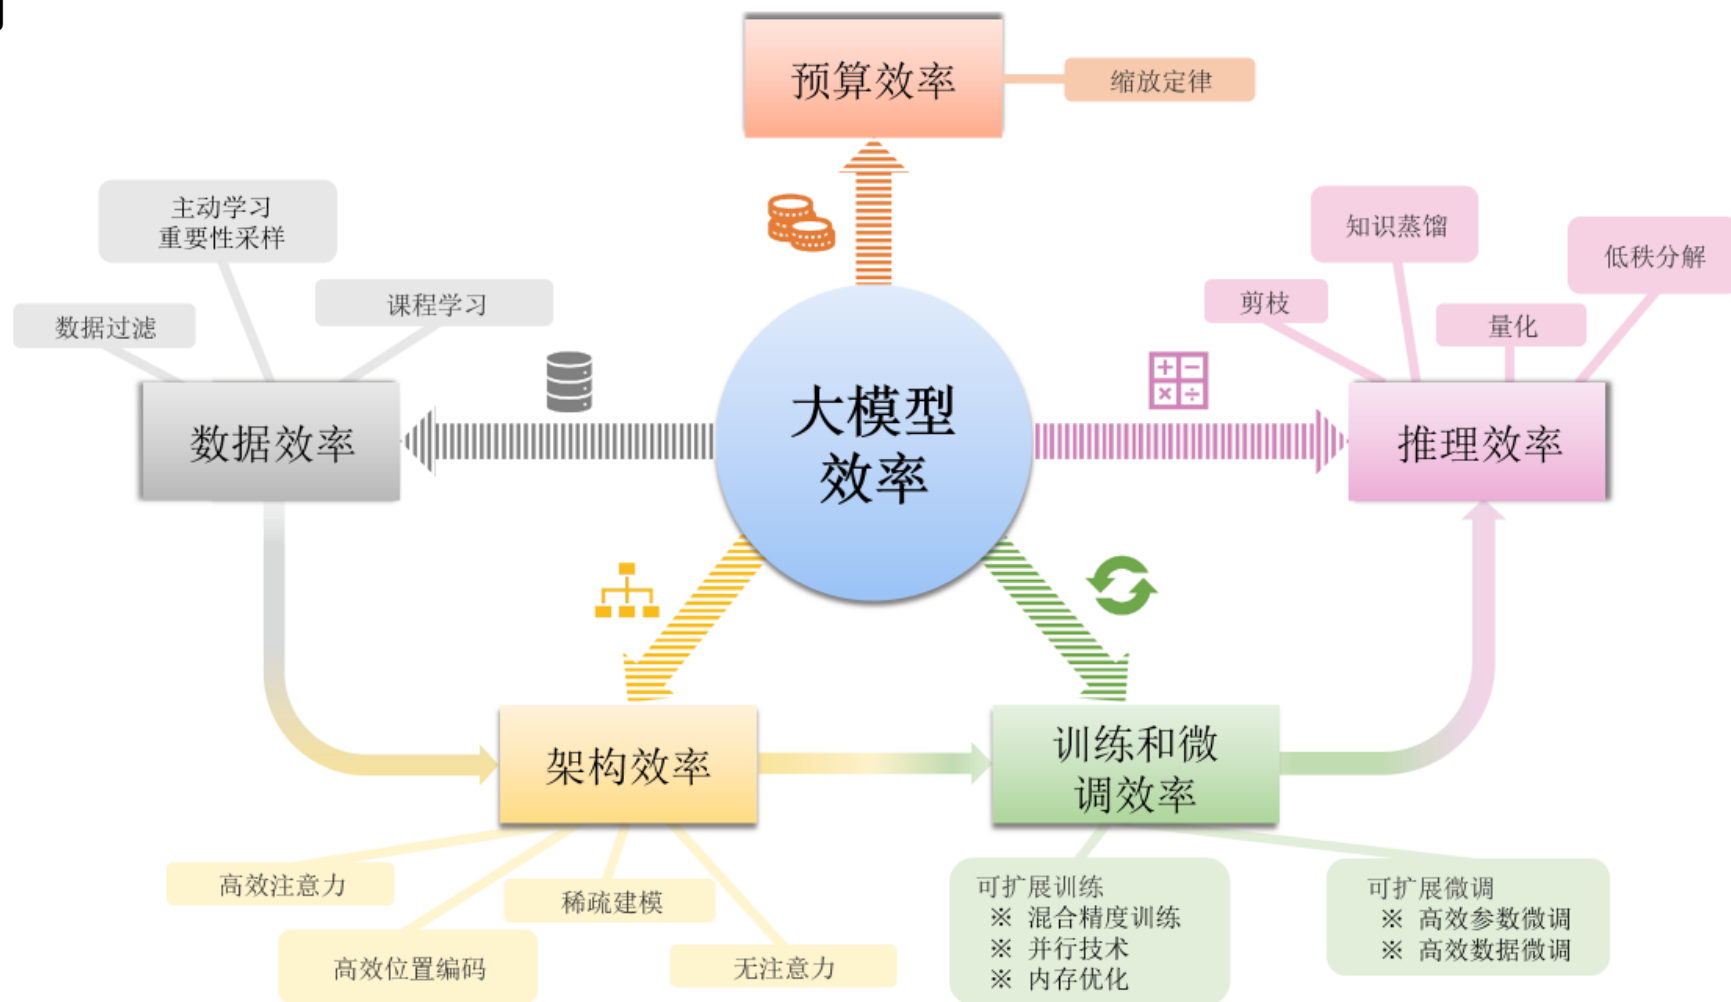 预算效率
缩放定律
主动学习
重要性采样
数据过滤
课程学习
数据效率
大模型
效率
知识蒸馏
低秩分解
剪枝
量化
推理效率
架构效率
高效注意力
稀疏建模
高效位置编码
无注意力
训练和微
调效率
可扩展训练
※ 混合精度训练
※ 并行技术
※ 内存优化
可扩展微调
※ 高效参数微调
※ 高效数据微调